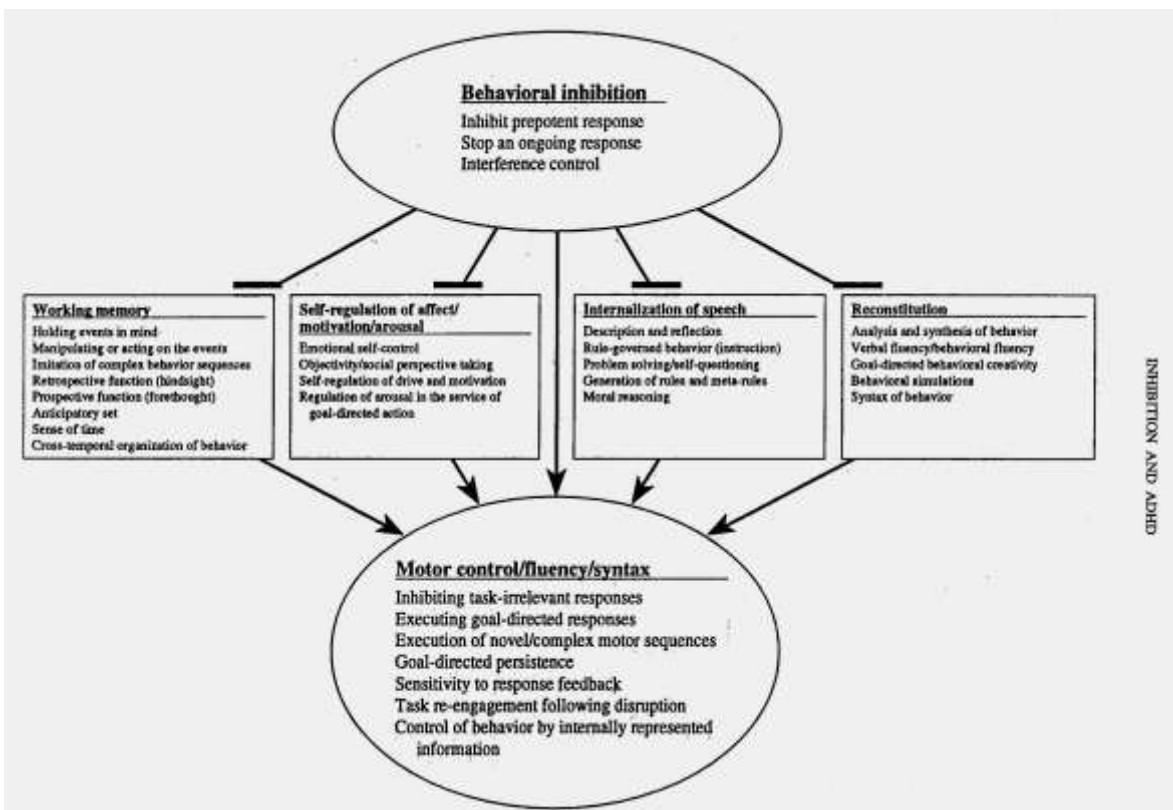 Behavioral inhibition
Inhibit prepotent response
Stop an ongoing response
Interference control
Working memory
Holding events in mind
Manipulating or acting on the events
Imitation of complex behavior sequences
Retrospective function (hindsight)
Prospective function (forethought)
Anticipatory set
Sense of time
Cross-temporal organization of behavior
Self-regulation of affect/
motivation/arousal
Emotional self-control
Objectivity/social perspective taking
Self-regulation of drive and motivation
Regulation of arousal in the service of
goal-directed action
Internalization of speech
Description and reflection
Rule-governed behavior (instruction)
Problem solving/self-questioning
Generation of rules and meta-rules
Moral reasoning
Reconstitution
Analysis and synthesis of behavior
Verbal fluency/behavioral fluency
Goal-directed behavioral creativity
Behavioral simulations
Syntax of behavior
Motor control/fluency/syntax
Inhibiting task-irrelevant responses
Executing goal-directed responses
Execution of novel/complex motor sequences
Goal-directed persistence
Sensitivity to response feedback
Task re-engagement following disruption
Control of behavior by internally represented
information
INHIBITION AND ADHD